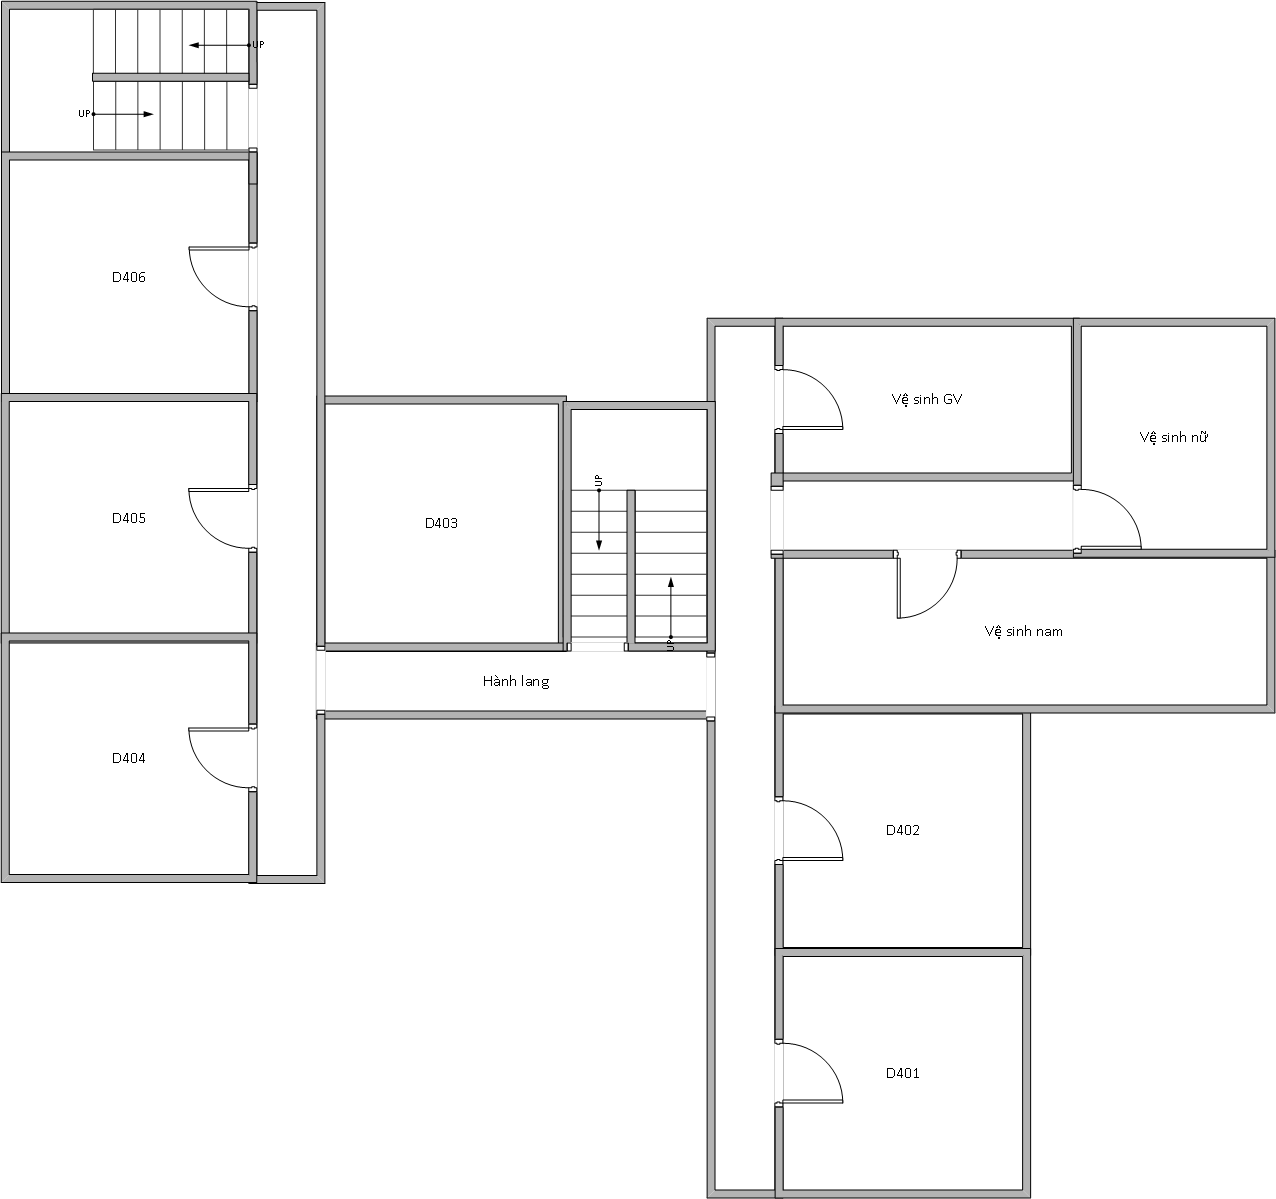 UP
UP
D406
Vệ sinh GV
Vệ sinh nữ
UP
D405
D403
Vệ sinh nam
UP
Hành lang
D404
D402
D401